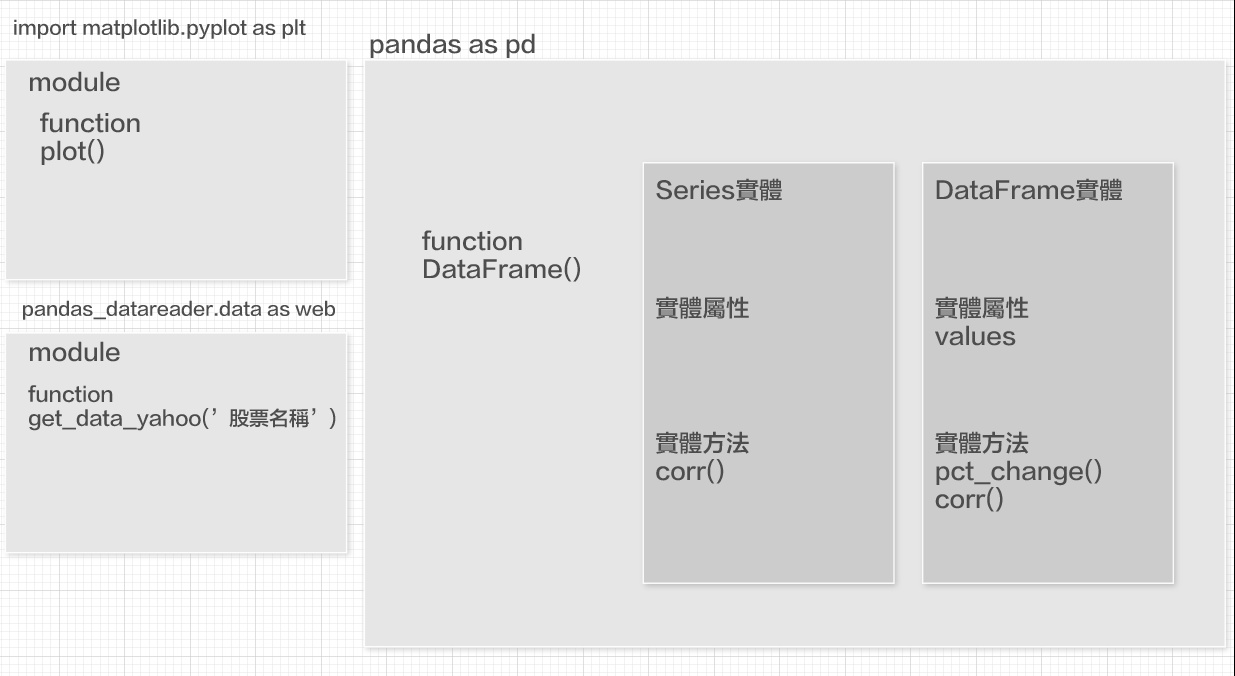 import matplotlib.pyplot as plt
module
function
plot()
pandas_datareader.data as web
module
function
get_data_yahoo(’股票名稱’)
pandas as pd
function
DataFrame()
Series實體
實體屬性
實體方法
corr()
DataFrame實體
實體屬性
values
實體方法
pct_change()
corr()